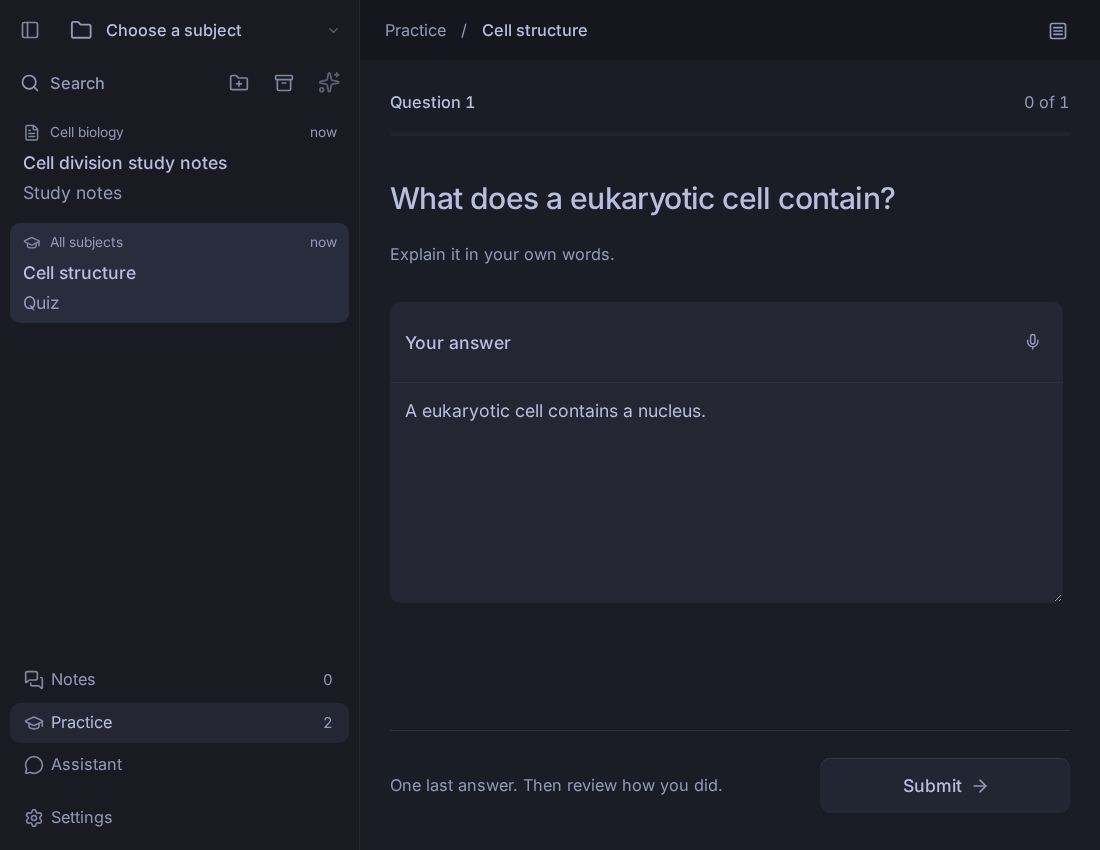 Choose a subject
Search
Cell biology now
Cell division study notes
Study notes
All subjects now
Cell structure
Quiz
Notes 0
Practice 2
Assistant
Settings
Practice / Cell structure
Question 1 0 of 1
What does a eukaryotic cell contain?
Explain it in your own words.
Your answer
A eukaryotic cell contains a nucleus.
One last answer. Then review how you did.
Submit